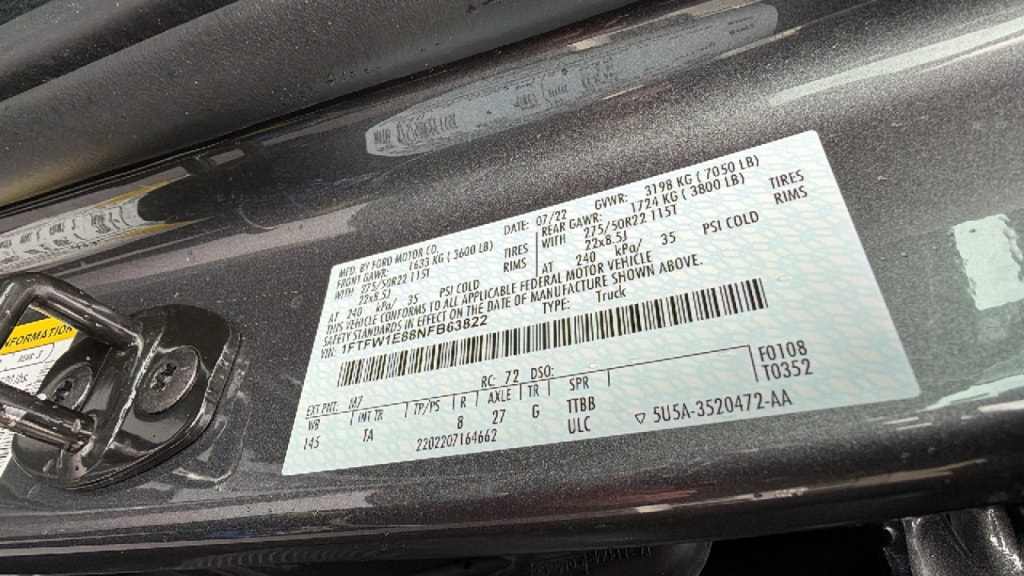 MFD. BY FORD MOTOR CO.
DATE: 07/22 GVWR: 3198 KG ( 7050 LB)
FRONT GAWR: 1633 KG ( 3600 LB)
REAR GAWR: 1724 KG ( 3800 LB)
WITH 275/50R22 115T TIRES
WITH 275/50R22 115T TIRES
22x8.5J RIMS
22x8.5J RIMS
AT 240 kPa/ 35 PSI COLD
AT 240 kPa/ 35 PSI COLD
THIS VEHICLE CONFORMS TO ALL APPLICABLE FEDERAL MOTOR VEHICLE
SAFETY STANDARDS IN EFFECT ON THE DATE OF MANUFACTURE SHOWN ABOVE.
VIN: 1FTFW1E88NFB63822 TYPE: Truck
EXT PNT: M7 RC: 72 DSO:
F0108
T0352
WB INT TR TP/PS R AXLE TR SPR
145 TA 8 27 G TTBB
2202207164662 ULC
▽ 5U5A-3520472-AA
INFORMATION
REAR